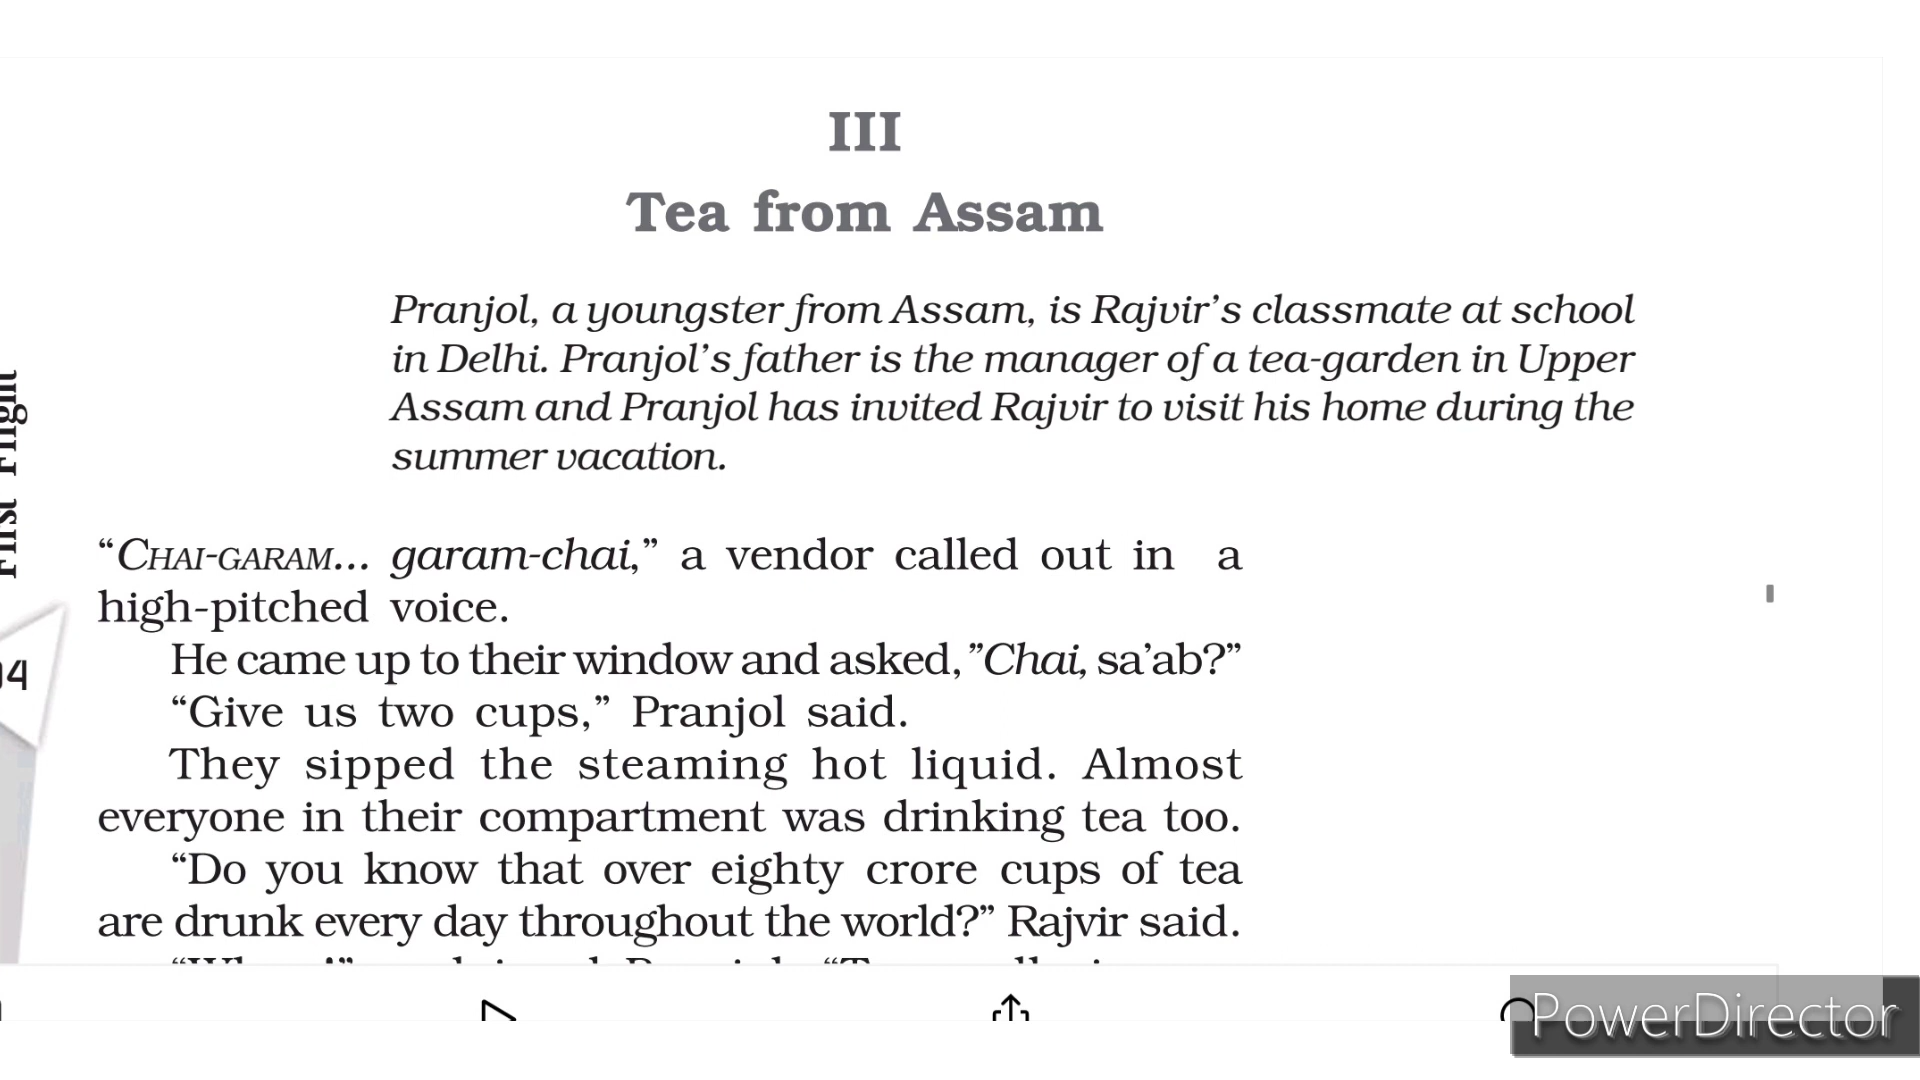 III
Tea from Assam
Pranjol, a youngster from Assam, is Rajvir's classmate at school
in Delhi. Pranjol's father is the manager of a tea-garden in Upper
Assam and Pranjol has invited Rajvir to visit his home during the
summer vacation.
First Flight
“CHAI-GARAM... garam-chai,” a vendor called out in a
high-pitched voice.
He came up to their window and asked, ”Chai, sa’ab?”
“Give us two cups,” Pranjol said.
They sipped the steaming hot liquid. Almost
everyone in their compartment was drinking tea too.
“Do you know that over eighty crore cups of tea
are drunk every day throughout the world?” Rajvir said.
PowerDirector